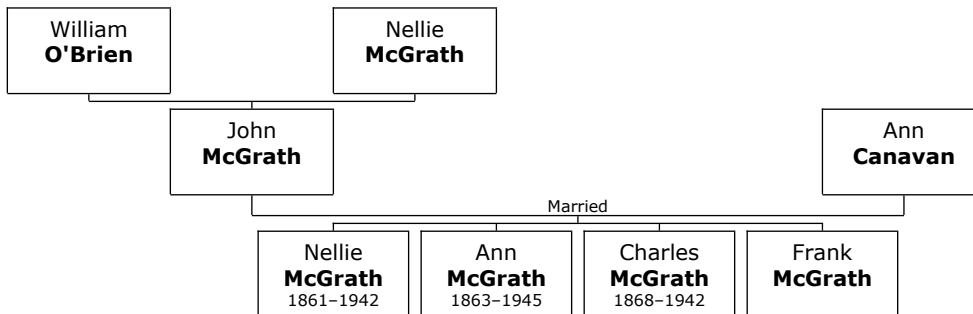 William
O'Brien
Nellie
McGrath
John
McGrath
Ann
Canavan
Married
Nellie
McGrath
1861–1942
Ann
McGrath
1863–1945
Charles
McGrath
1868–1942
Frank
McGrath